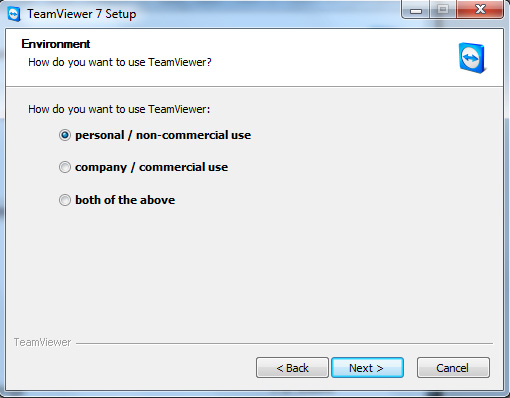 TeamViewer 7 Setup
Environment
How do you want to use TeamViewer?
How do you want to use TeamViewer:
personal / non-commercial use
company / commercial use
both of the above
TeamViewer
< Back
Next >
Cancel